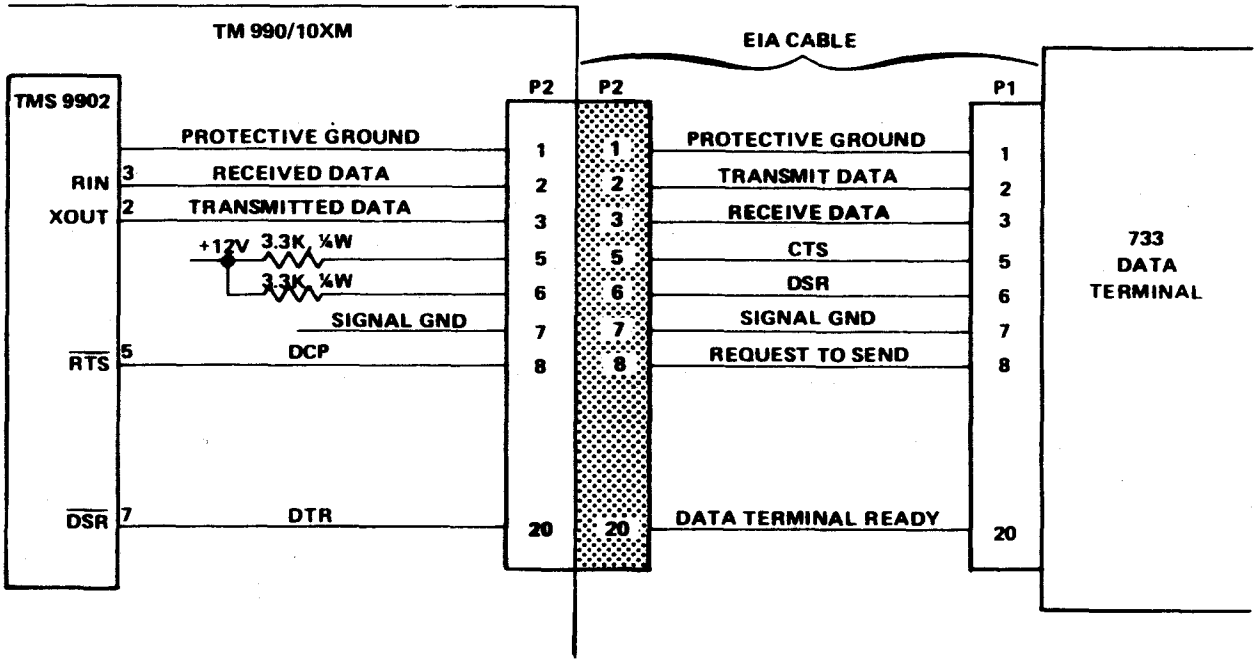 TM 990/10XM
EIA CABLE
TMS 9902
P2
P2
P1
PROTECTIVE GROUND
1
1
PROTECTIVE GROUND
1
RIN
3
RECEIVED DATA
2
2
TRANSMIT DATA
2
XOUT
2
TRANSMITTED DATA
3
3
RECEIVE DATA
3
+12V
3.3K, ¼W
5
5
CTS
5
3.3K, ¼W
6
6
DSR
6
SIGNAL GND
7
7
SIGNAL GND
7
RTS
5
DCP
8
8
REQUEST TO SEND
8
DSR
7
DTR
20
20
DATA TERMINAL READY
20
733
DATA
TERMINAL